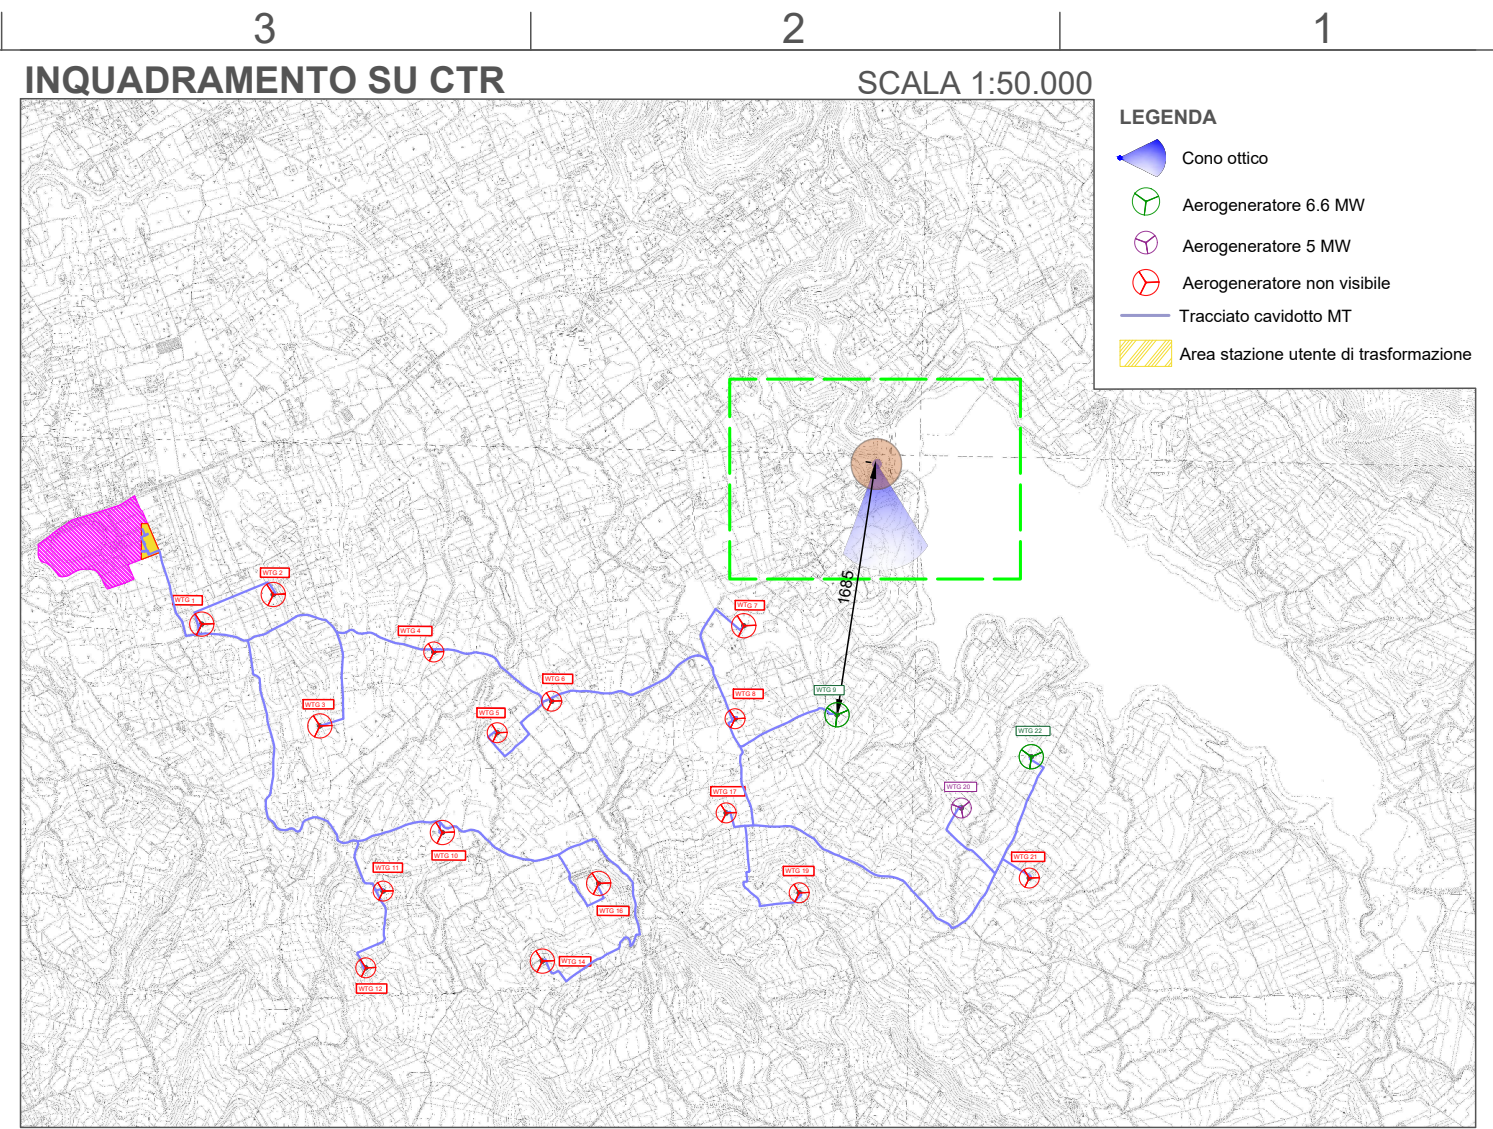 3
2
1
INQUADRAMENTO SU CTR
SCALA 1:50.000
LEGENDA
Cono ottico
Aerogeneratore 6.6 MW
Aerogeneratore 5 MW
Aerogeneratore non visibile
Tracciato cavidotto MT
Area stazione utente di trasformazione
1685
WTG 2
WTG 1
WTG 7
WTG 4
WTG 6
WTG 9
WTG 8
WTG 3
WTG 5
WTG 22
WTG 20
WTG 17
WTG 10
WTG 21
WTG 11
WTG 19
WTG 16
WTG 14
WTG 12